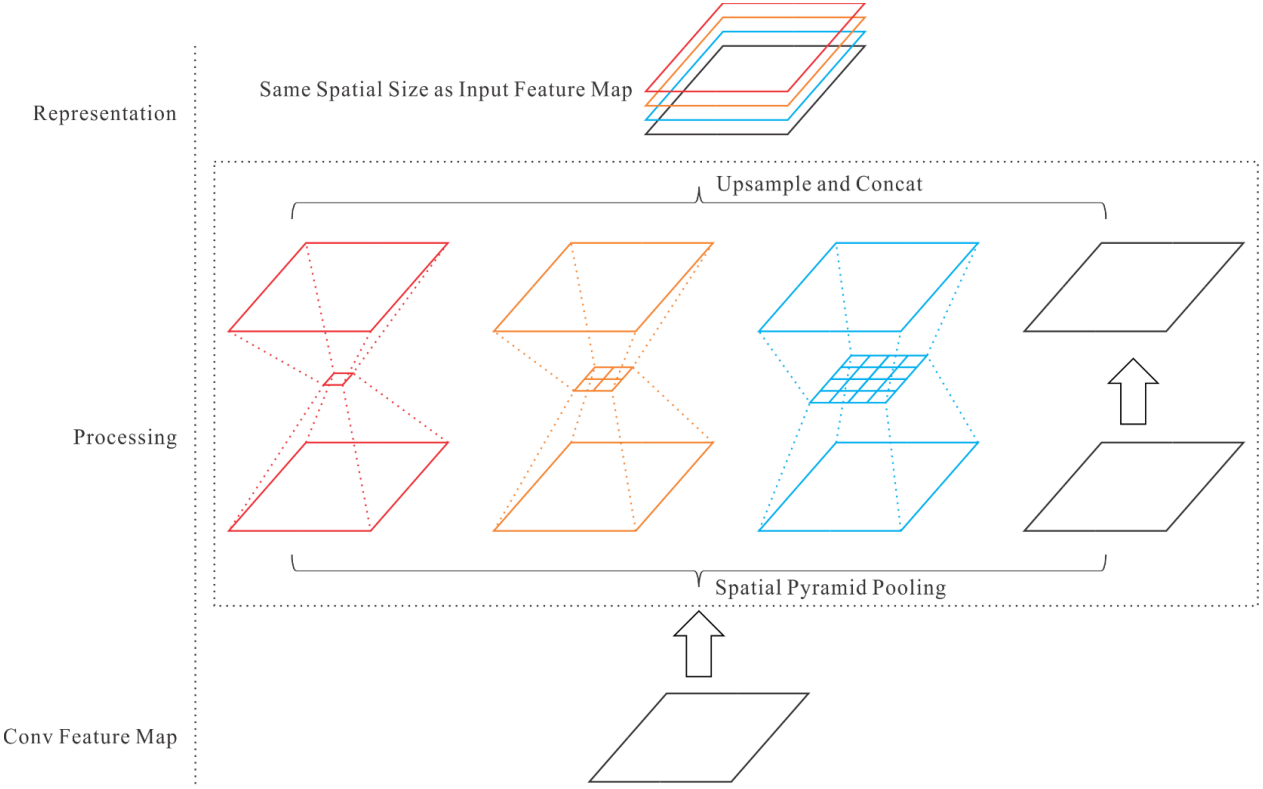 Same Spatial Size as Input Feature Map
Representation
Upsample and Concat
Processing
Spatial Pyramid Pooling
Conv Feature Map